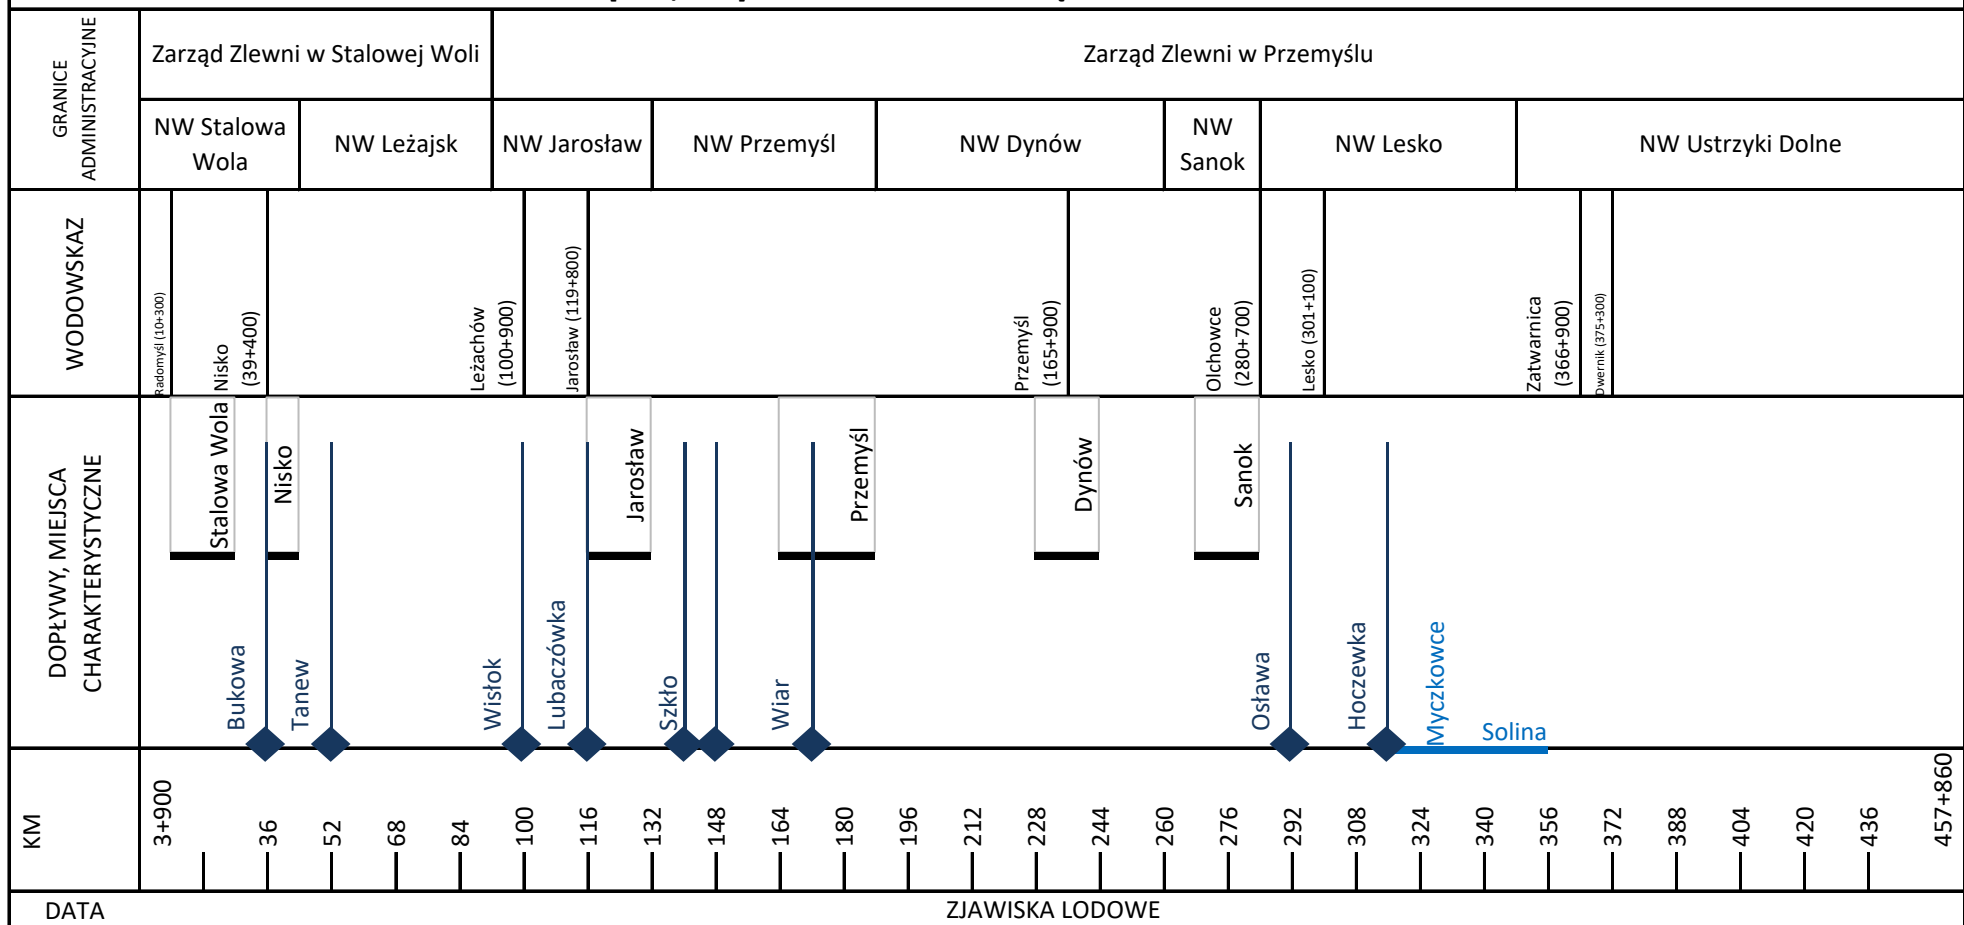 GRANICE
ADMINISTRACYJNE
Zarząd Zlewni w Stalowej Woli
Zarząd Zlewni w Przemyślu
NW Stalowa
Wola
NW Leżajsk
NW Jarosław
NW Przemyśl
NW Dynów
NW
Sanok
NW Lesko
NW Ustrzyki Dolne
WODOWSKAZ
Radomyśl (10+300)
Nisko
(39+400)
Leżachów
(100+900)
Jarosław (119+800)
Przemyśl
(165+900)
Olchowce
(280+700)
Lesko (301+100)
Zatwarnica
(366+900)
Dwernik (375+300)
DOPŁYWY, MIEJSCA
CHARAKTERYSTYCZNE
Stalowa Wola
Nisko
Jarosław
Przemyśl
Dynów
Sanok
Bukowa
Tanew
Wisłok
Lubaczówka
Szkło
Wiar
Osława
Hoczewka
Myczkowce
Solina
KM
3+900
36
52
68
84
100
116
132
148
164
180
196
212
228
244
260
276
292
308
324
340
356
372
388
404
420
436
457+860
DATA
ZJAWISKA LODOWE